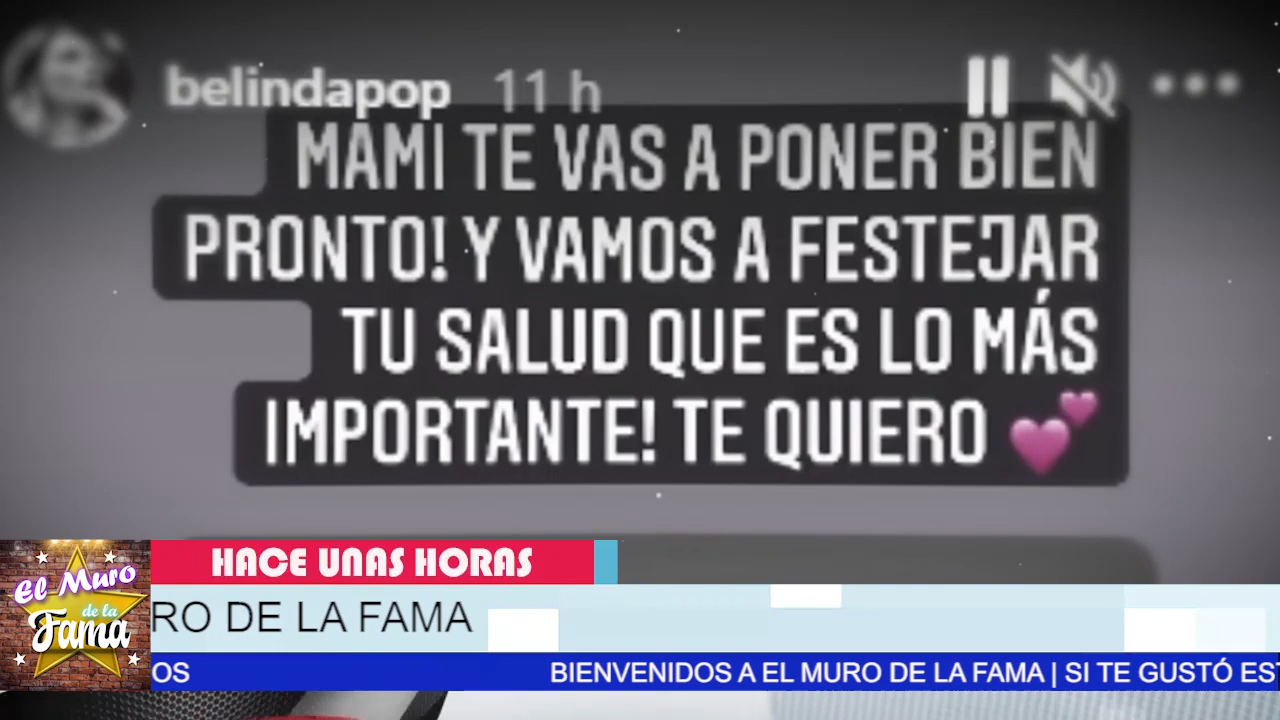 belindapop 11 h
MAMI TE VAS A PONER BIEN
PRONTO! Y VAMOS A FESTEJAR
TU SALUD QUE ES LO MÁS
IMPORTANTE! TE QUIERO 💕
HACE UNAS HORAS
El Muro
de la
Fama
RO DE LA FAMA
OS BIENVENIDOS A EL MURO DE LA FAMA | SI TE GUSTÓ ES